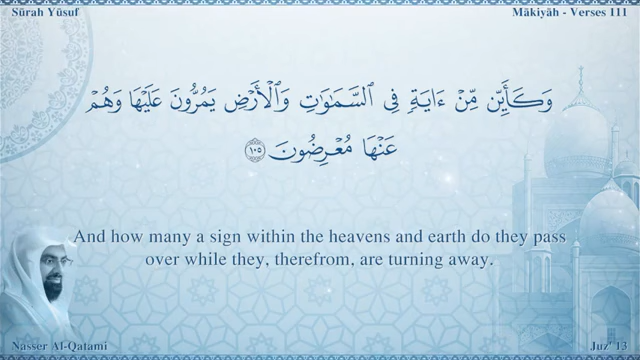 Sūrah Yūsuf
Mākiyāh - Verses 111
وَكَأَيِّن مِّنْ ءَايَةٍ فِى ٱلسَّمَـٰوَٰتِ وَٱلْأَرْضِ يَمُرُّونَ عَلَيْهَا وَهُمْ
عَنْهَا مُعْرِضُونَ ١٠٥
And how many a sign within the heavens and earth do they pass
over while they, therefrom, are turning away.
Nasser Al-Qatami
Juz' 13